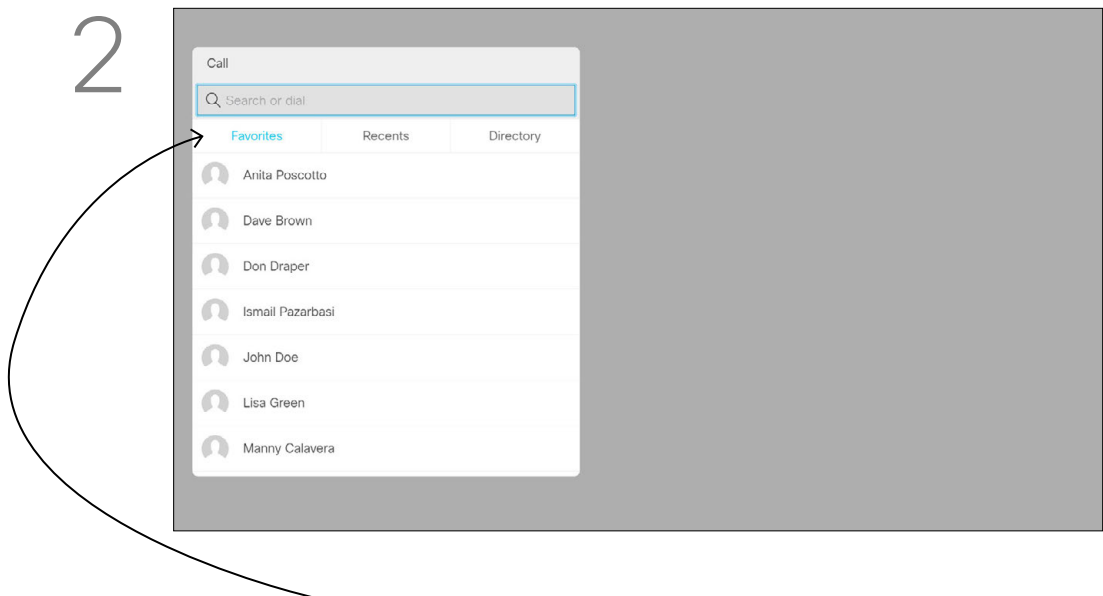 2
Call
Search or dial
Favorites Recents Directory
Anita Poscotto
Dave Brown
Don Draper
Ismail Pazarbasi
John Doe
Lisa Green
Manny Calavera